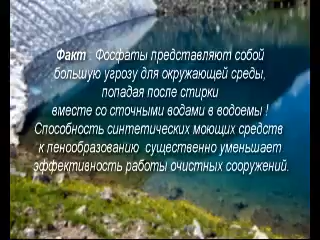 Факт . Фосфаты представляют собой
большую угрозу для окружающей среды,
попадая после стирки
вместе со сточными водами в водоемы !
Способность синтетических моющих средств
к пенообразованию существенно уменьшает
эффективность работы очистных сооружений.